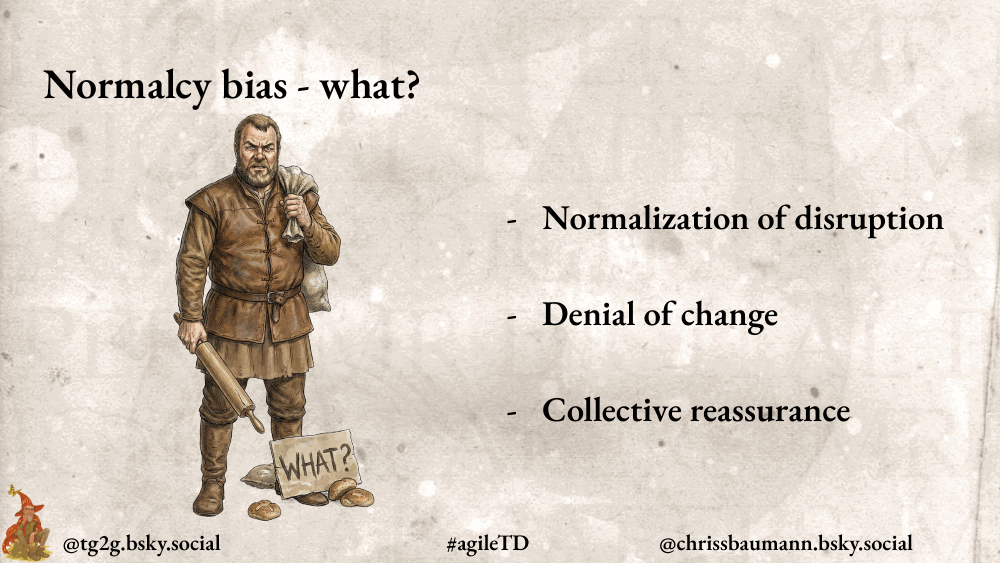 Normalcy bias - what?
- Normalization of disruption
- Denial of change
- Collective reassurance
WHAT?
@tg2g.bsky.social
#agileTD
@chrissbaumann.bsky.social